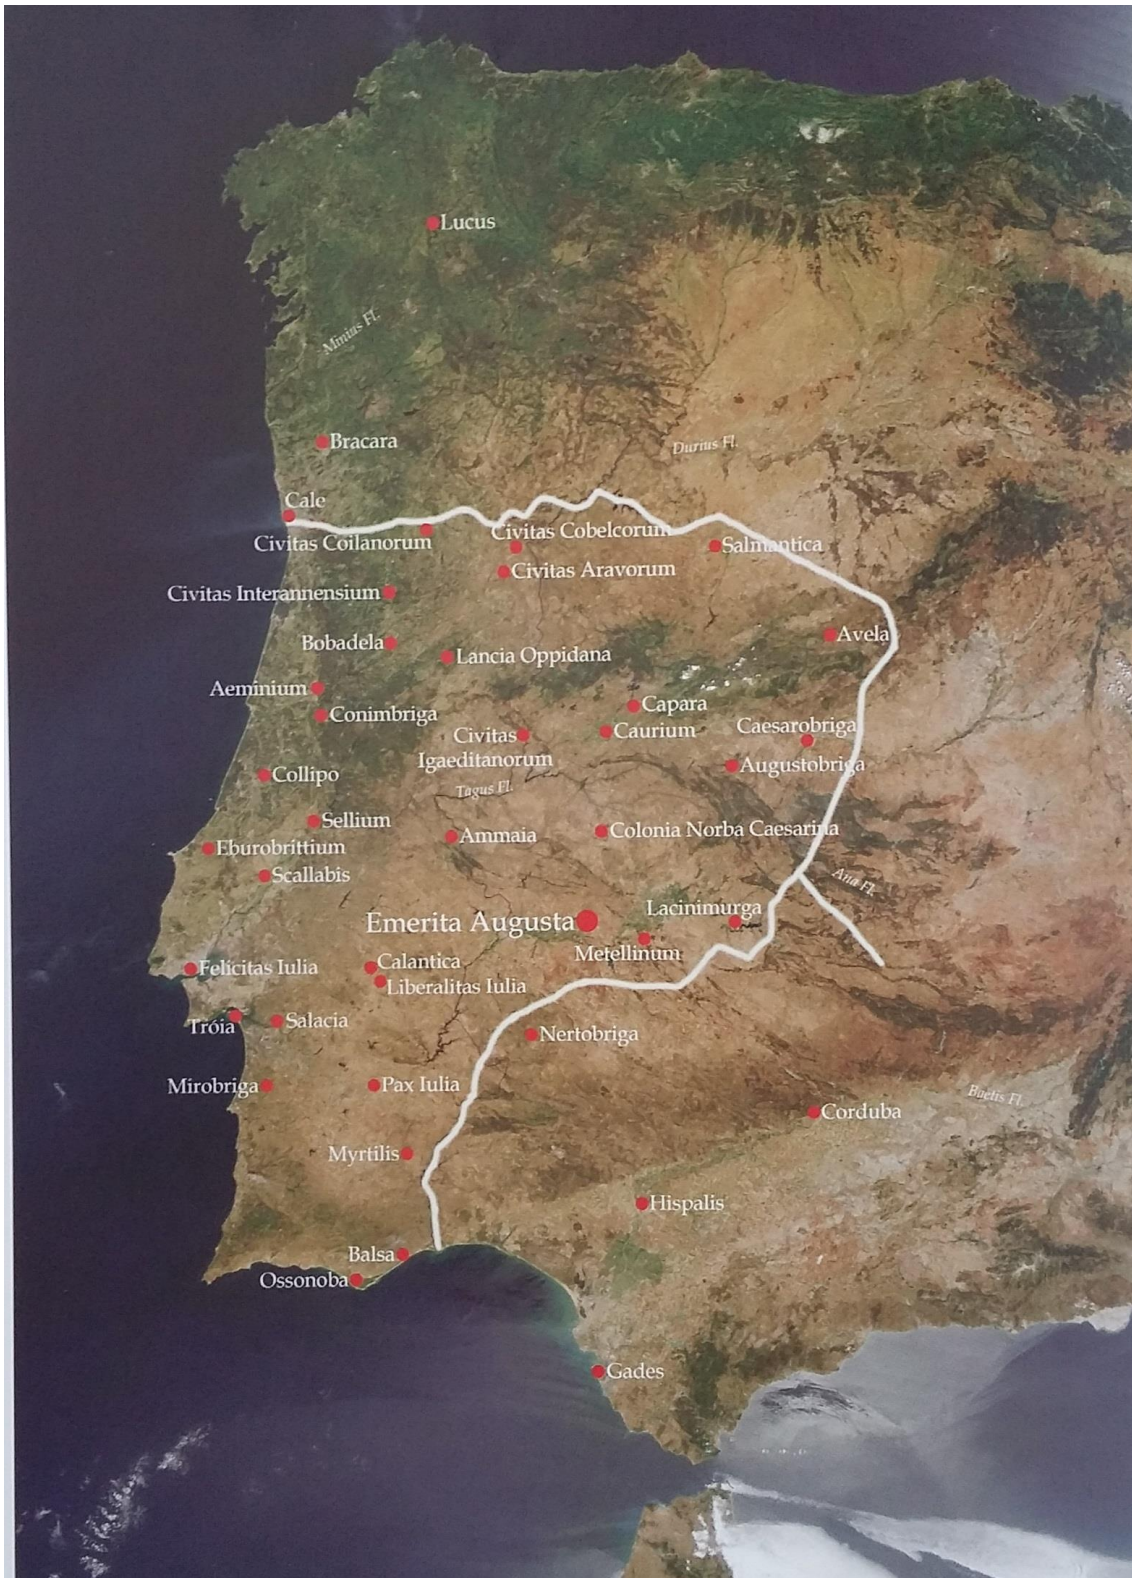 Lucus
Minius Fl.
Bracara
Durius Fl.
Cale
Civitas Coilanorum
Civitas Cobelcorum
Salmantica
Civitas Aravorum
Civitas Interannensium
Avela
Bobadela
Lancia Oppidana
Aeminium
Capara
Conimbriga
Caurium
Caesarobriga
Civitas
Igaeditanorum
Augustobriga
Collipo
Tagus Fl.
Sellium
Colonia Norba Caesarina
Ammaia
Eburobrittium
Scallabis
Ana Fl.
Lacinimurga
Emerita Augusta
Metellinum
Calantica
Felicitas Iulia
Liberalitas Iulia
Salacia
Tróia
Nertobriga
Mirobriga
Pax Iulia
Baetis Fl.
Corduba
Myrtilis
Hispalis
Balsa
Ossonoba
Gades